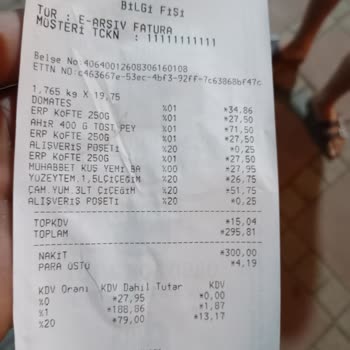 BİLGİ FİŞİ
TÜR : E-ARŞİV FATURA
MÜŞTERİ TCKN : 11111111111
Belge No:40640012608306160108
ETTN NO:c463667e-53ec-4bf3-92ff-7c63868bf47c
1,765 kg X 19,75
DOMATES %01 *34,86
ERP KöFTE 250G %01 *27,50
AHIR 400 G TOST PEY %01 *71,50
ERP KöFTE 250G %01 *27,50
ALIŞVERİŞ POŞETİ %20 *0,25
ERP KöFTE 250G %01 *27,50
MUHABBET KUŞ YEMİ BA %00 *27,95
YÜZEYTEM.1,5LÇİÇEĞİM %20 *26,75
ÇAM.YUM.3LT ÇİÇEĞİM %20 *51,75
ALIŞVERİŞ POŞETİ %20 *0,25
TOPKDV *15,04
TOPLAM *295,81
NAKİT *300,00
PARA ÜSTÜ *4,19
KDV Oranı KDV Dahil Tutar KDV
%0 *27,95 *0,00
%1 *188,86 *1,87
%20 *79,00 *13,17